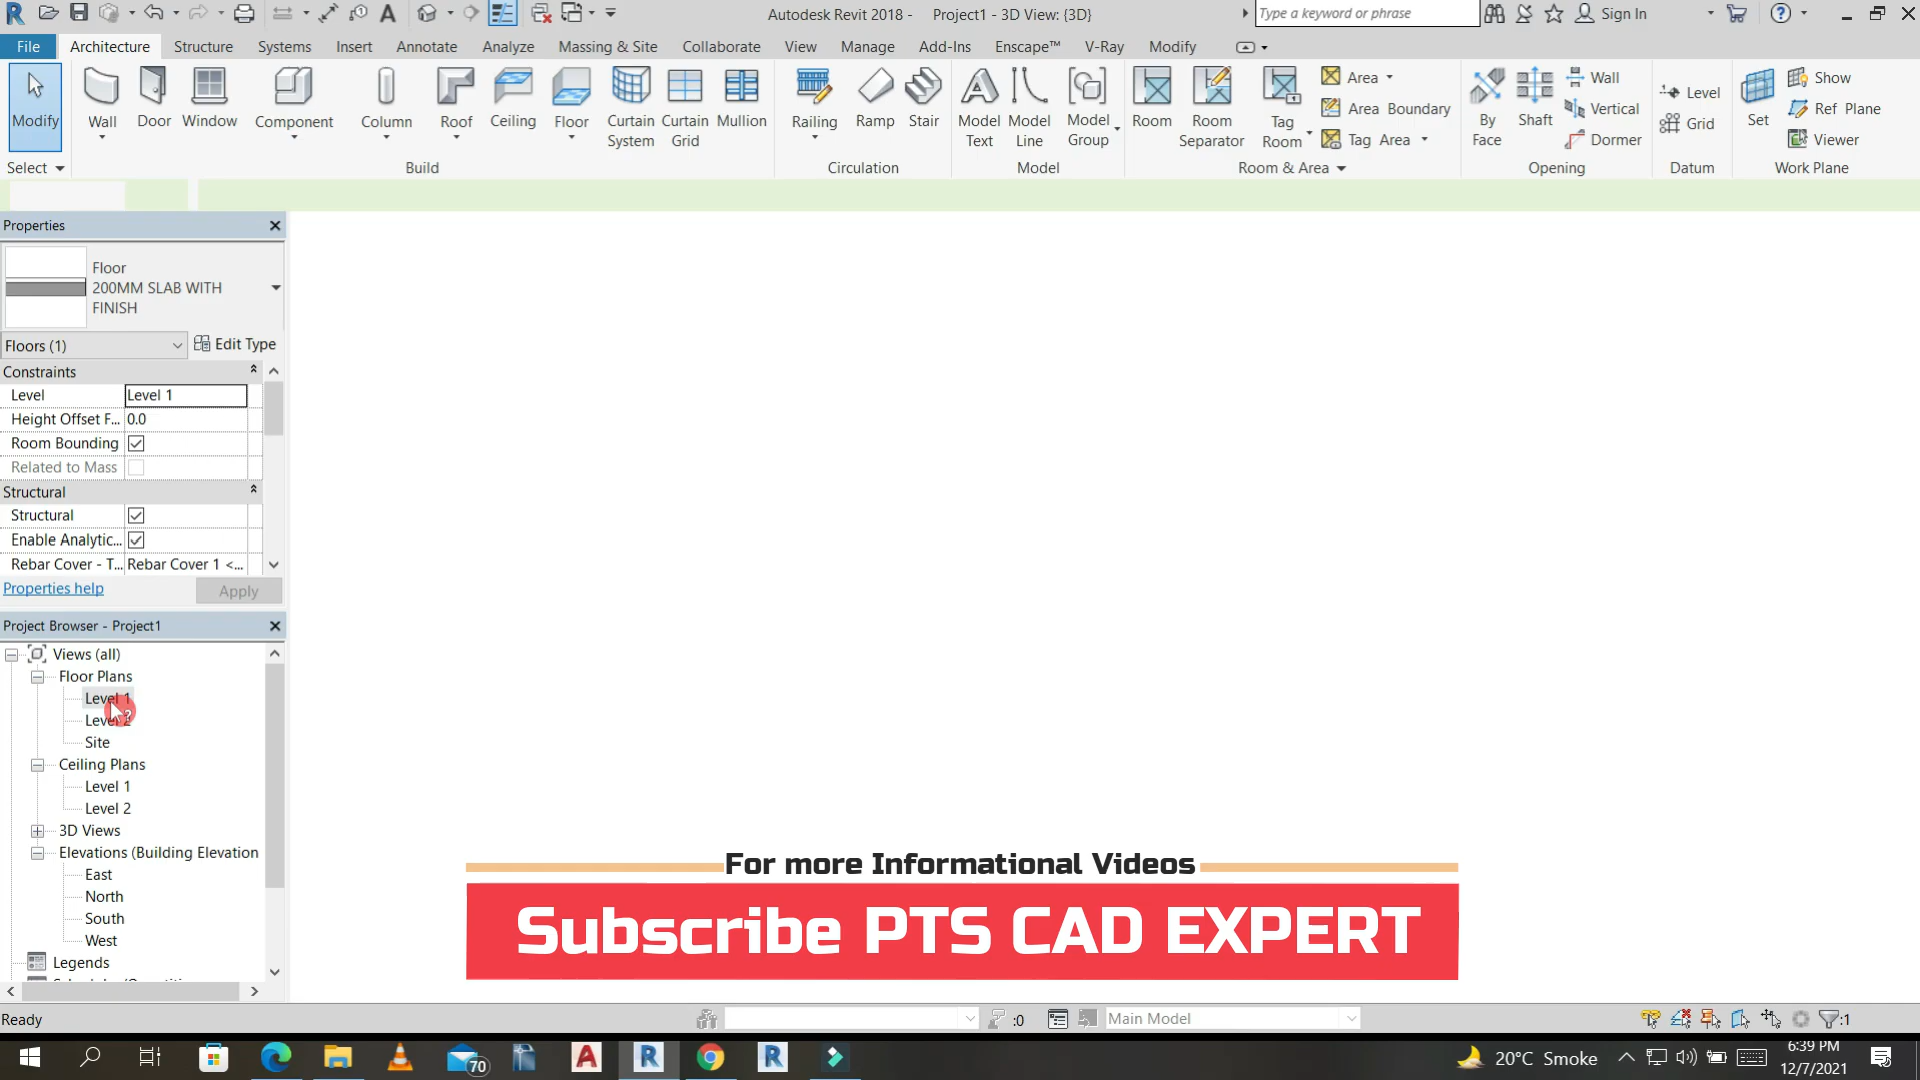 Autodesk Revit 2018 - Project1 - 3D View: {3D}
Type a keyword or phrase
Sign In
File Architecture Structure Systems Insert Annotate Analyze Massing & Site Collaborate View Manage Add-Ins Enscape™ V-Ray Modify
Modify
Wall
Door
Window
Component
Column
Roof
Ceiling
Floor
Curtain System
Curtain Grid
Mullion
Railing
Ramp
Stair
Model Text
Model Line
Model Group
Room
Room Separator
Tag Room
Area
Area Boundary
Tag Area
By Face
Shaft
Wall
Vertical
Dormer
Level
Grid
Set
Show
Ref Plane
Viewer
Select
Build
Circulation
Model
Room & Area
Opening
Datum
Work Plane
Properties
Floor
200MM SLAB WITH
FINISH
Floors (1)
Edit Type
Constraints
Level Level 1
Height Offset F... 0.0
Room Bounding
Related to Mass
Structural
Structural
Enable Analytic...
Rebar Cover - T... Rebar Cover 1 <...
Properties help
Apply
Project Browser - Project1
Views (all)
Floor Plans
Level 1
Level 2
Site
Ceiling Plans
Level 1
Level 2
3D Views
Elevations (Building Elevation
East
North
South
West
Legends
For more Informational Videos
Subscribe PTS CAD EXPERT
Ready
:0
Main Model
:1
70
20°C Smoke
6:39 PM
12/7/2021